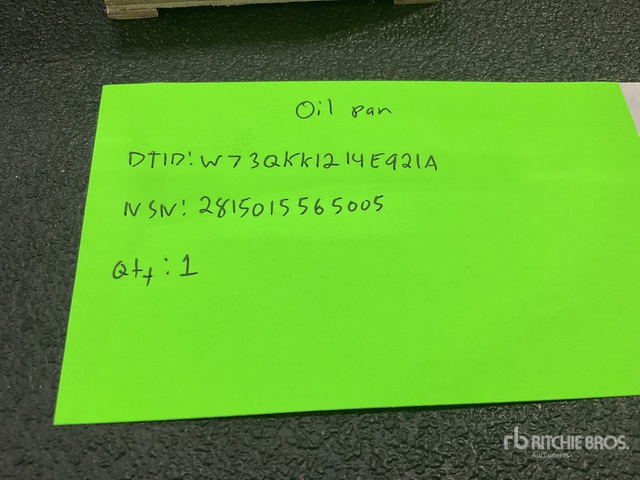 Oil pan
DTID: W73QKK1214E921A
NSN: 2815015565005
Qty: 1
rb RITCHIE BROS.
Auctioneers